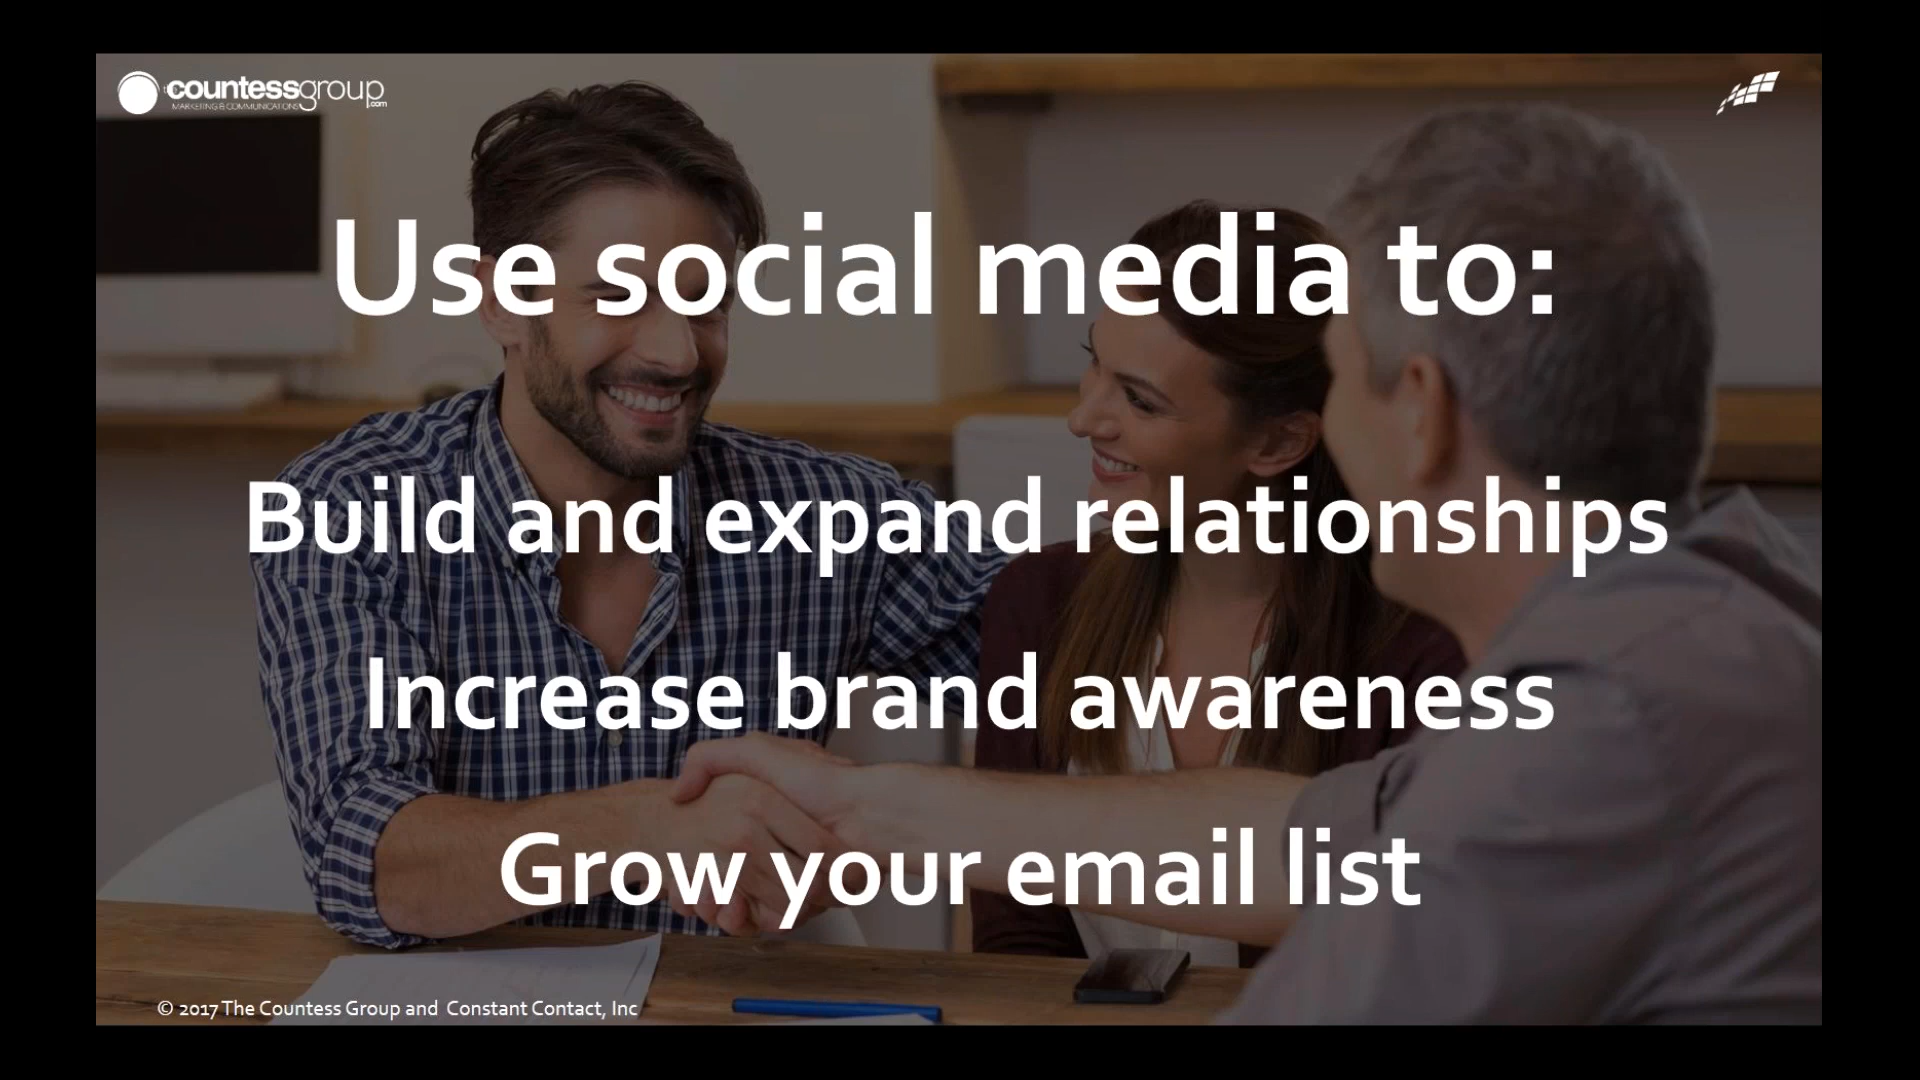 countessgroup
.com
MARKETING & COMMUNICATIONS
Use social media to:
Build and expand relationships
Increase brand awareness
Grow your email list
© 2017 The Countess Group and Constant Contact, Inc